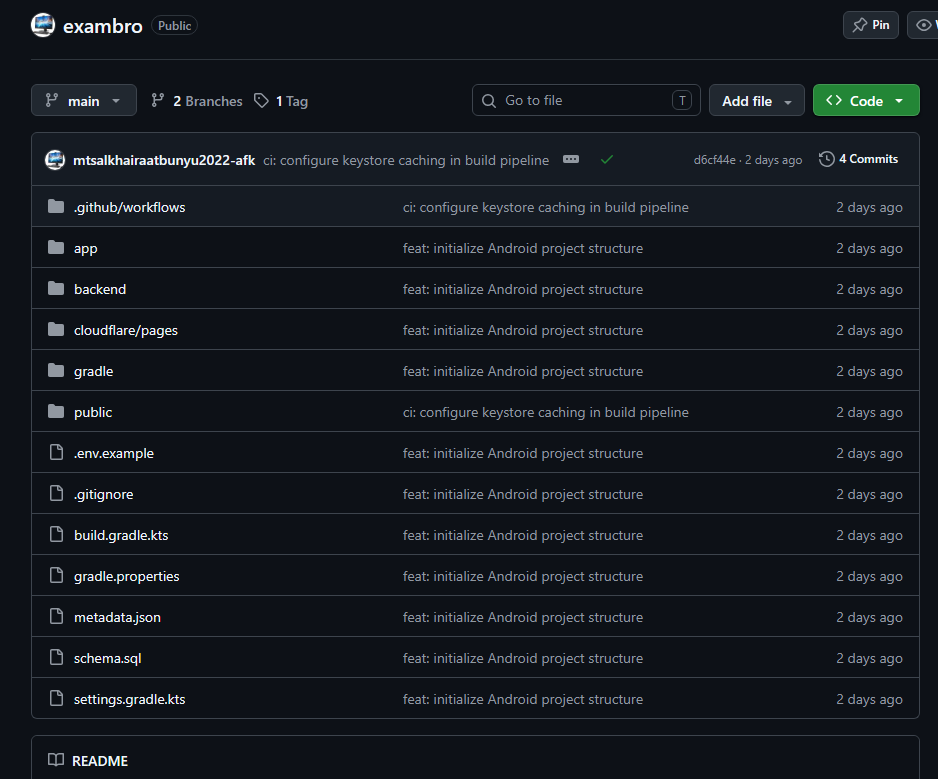 exambro Public Pin
main 2 Branches 1 Tag Go to file T Add file Code
mtsalkhairaatbunyu2022-afk ci: configure keystore caching in build pipeline d6cf44e · 2 days ago 4 Commits
.github/workflows ci: configure keystore caching in build pipeline 2 days ago
app feat: initialize Android project structure 2 days ago
backend feat: initialize Android project structure 2 days ago
cloudflare/pages feat: initialize Android project structure 2 days ago
gradle feat: initialize Android project structure 2 days ago
public ci: configure keystore caching in build pipeline 2 days ago
.env.example feat: initialize Android project structure 2 days ago
.gitignore feat: initialize Android project structure 2 days ago
build.gradle.kts feat: initialize Android project structure 2 days ago
gradle.properties feat: initialize Android project structure 2 days ago
metadata.json feat: initialize Android project structure 2 days ago
schema.sql feat: initialize Android project structure 2 days ago
settings.gradle.kts feat: initialize Android project structure 2 days ago
README